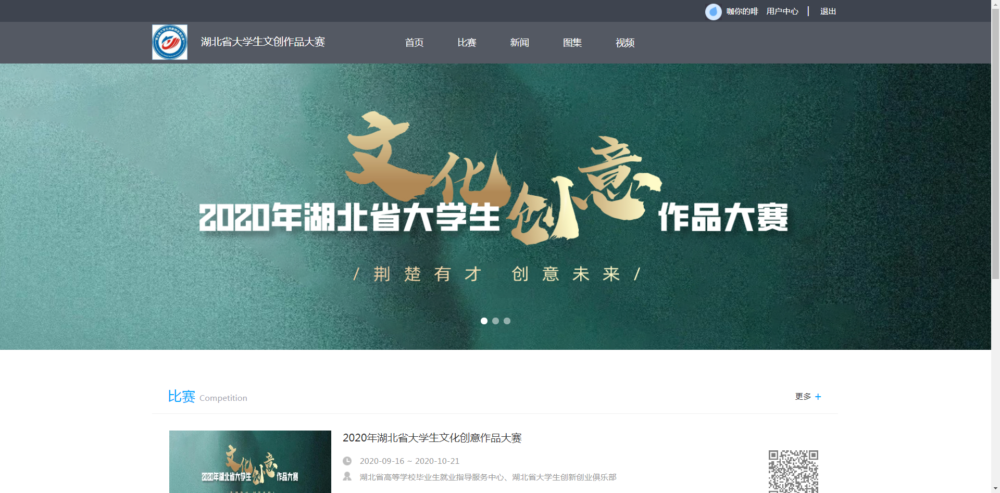 咖你的啡 用户中心 | 退出
湖北省大学生文创作品大赛 首页 比赛 新闻 图集 视频
2020年湖北省大学生文化创意作品大赛
/ 荆楚有才 创意未来 /
比赛 Competition 更多 +
2020年湖北省大学生文化创意作品大赛
2020-09-16 ~ 2020-10-21
湖北省高等学校毕业生就业指导服务中心、湖北省大学生创新创业俱乐部
2020年湖北省大学生文化创意作品大赛